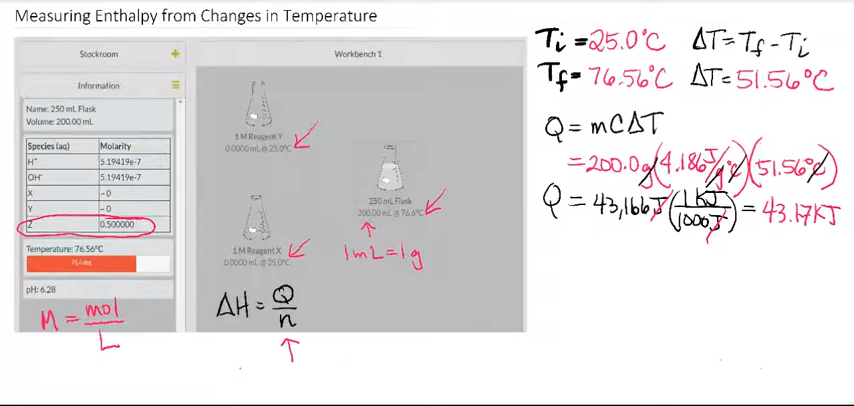 Measuring Enthalpy from Changes in Temperature
Stockroom +
Information
Name: 250 mL Flask
Volume: 200.00 mL
Species (aq) Molarity
H⁺ 5.19419e-7
OH⁻ 5.19419e-7
X ~0
Y ~0
Z 0.500000
Temperature: 76.56°C
76.6 deg
pH: 6.28
M = mol/L
Workbench 1
1 M Reagent Y
0.0000 mL @ 25.0°C
250 mL Flask
200.00 mL @ 76.6°C
1 M Reagent X
0.0000 mL @ 25.0°C
1mL = 1g
ΔH = Q/n
Ti = 25.0°C ΔT = Tf - Ti
Tf = 76.56°C ΔT = 51.56°C
Q = mCΔT
= 200.0g (4.186J/g°C) (51.56°C)
Q = 43,166J (1KJ/1000J) = 43.17KJ